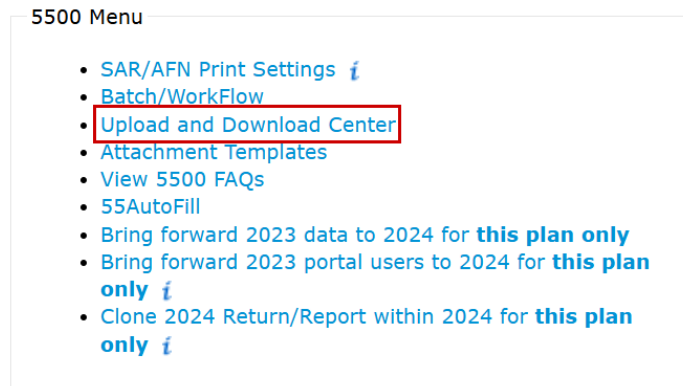 5500 Menu
SAR/AFN Print Settings i
Batch/WorkFlow
Upload and Download Center
Attachment Templates
View 5500 FAQs
55AutoFill
Bring forward 2023 data to 2024 for this plan only
Bring forward 2023 portal users to 2024 for this plan
only i
Clone 2024 Return/Report within 2024 for this plan
only i